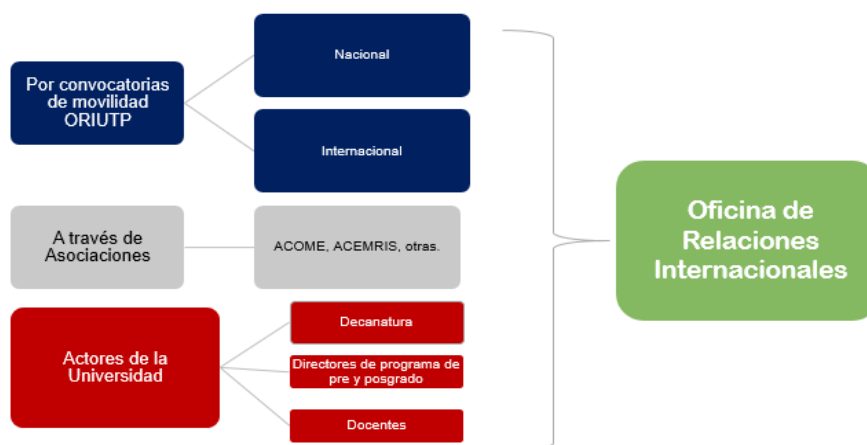 Por convocatorias
de movilidad
ORIUTP
Nacional
Internacional
A través de
Asociaciones
ACOME, ACEMRIS, otras.
Actores de la
Universidad
Decanatura
Directores de programa de
pre y posgrado
Docentes
Oficina de
Relaciones
Internacionales